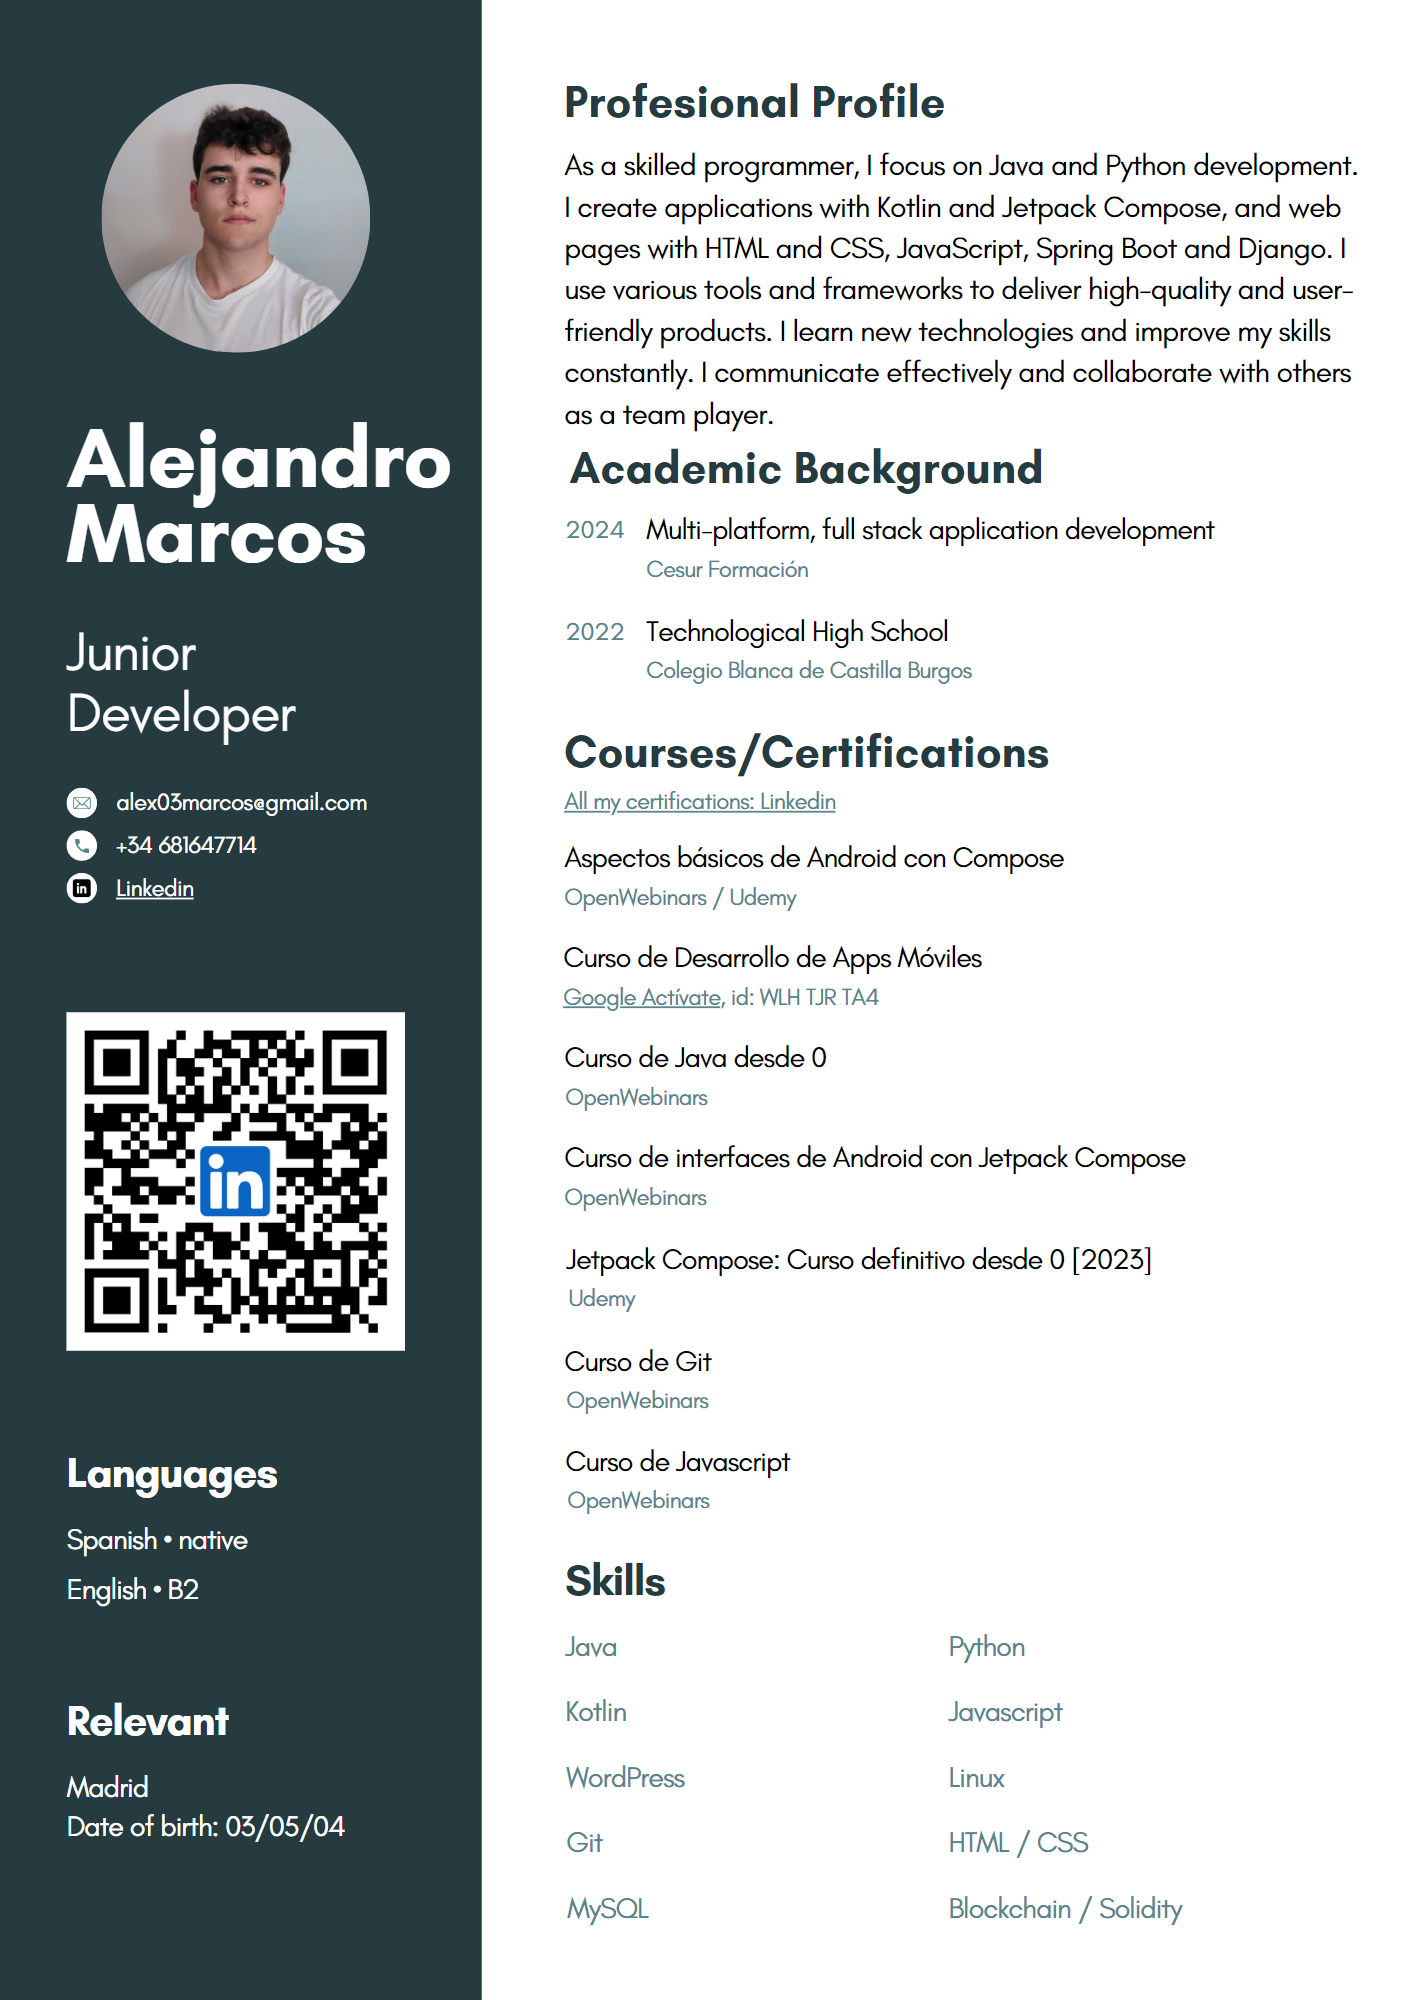 Alejandro
Marcos
Junior
Developer
alex03marcos@gmail.com
+34 681647714
Linkedin
in
Languages
Spanish • native
English • B2
Relevant
Madrid
Date of birth: 03/05/04
Profesional Profile
As a skilled programmer, I focus on Java and Python development.
I create applications with Kotlin and Jetpack Compose, and web
pages with HTML and CSS, JavaScript, Spring Boot and Django. I
use various tools and frameworks to deliver high-quality and user-
friendly products. I learn new technologies and improve my skills
constantly. I communicate effectively and collaborate with others
as a team player.
Academic Background
2024 Multi-platform, full stack application development
Cesur Formación
2022 Technological High School
Colegio Blanca de Castilla Burgos
Courses/Certifications
All my certifications: Linkedin
Aspectos básicos de Android con Compose
OpenWebinars / Udemy
Curso de Desarrollo de Apps Móviles
Google Actívate, id: WLH TJR TA4
Curso de Java desde 0
OpenWebinars
Curso de interfaces de Android con Jetpack Compose
OpenWebinars
Jetpack Compose: Curso definitivo desde 0 [2023]
Udemy
Curso de Git
OpenWebinars
Curso de Javascript
OpenWebinars
Skills
Java Python
Kotlin Javascript
WordPress Linux
Git HTML / CSS
MySQL Blockchain / Solidity